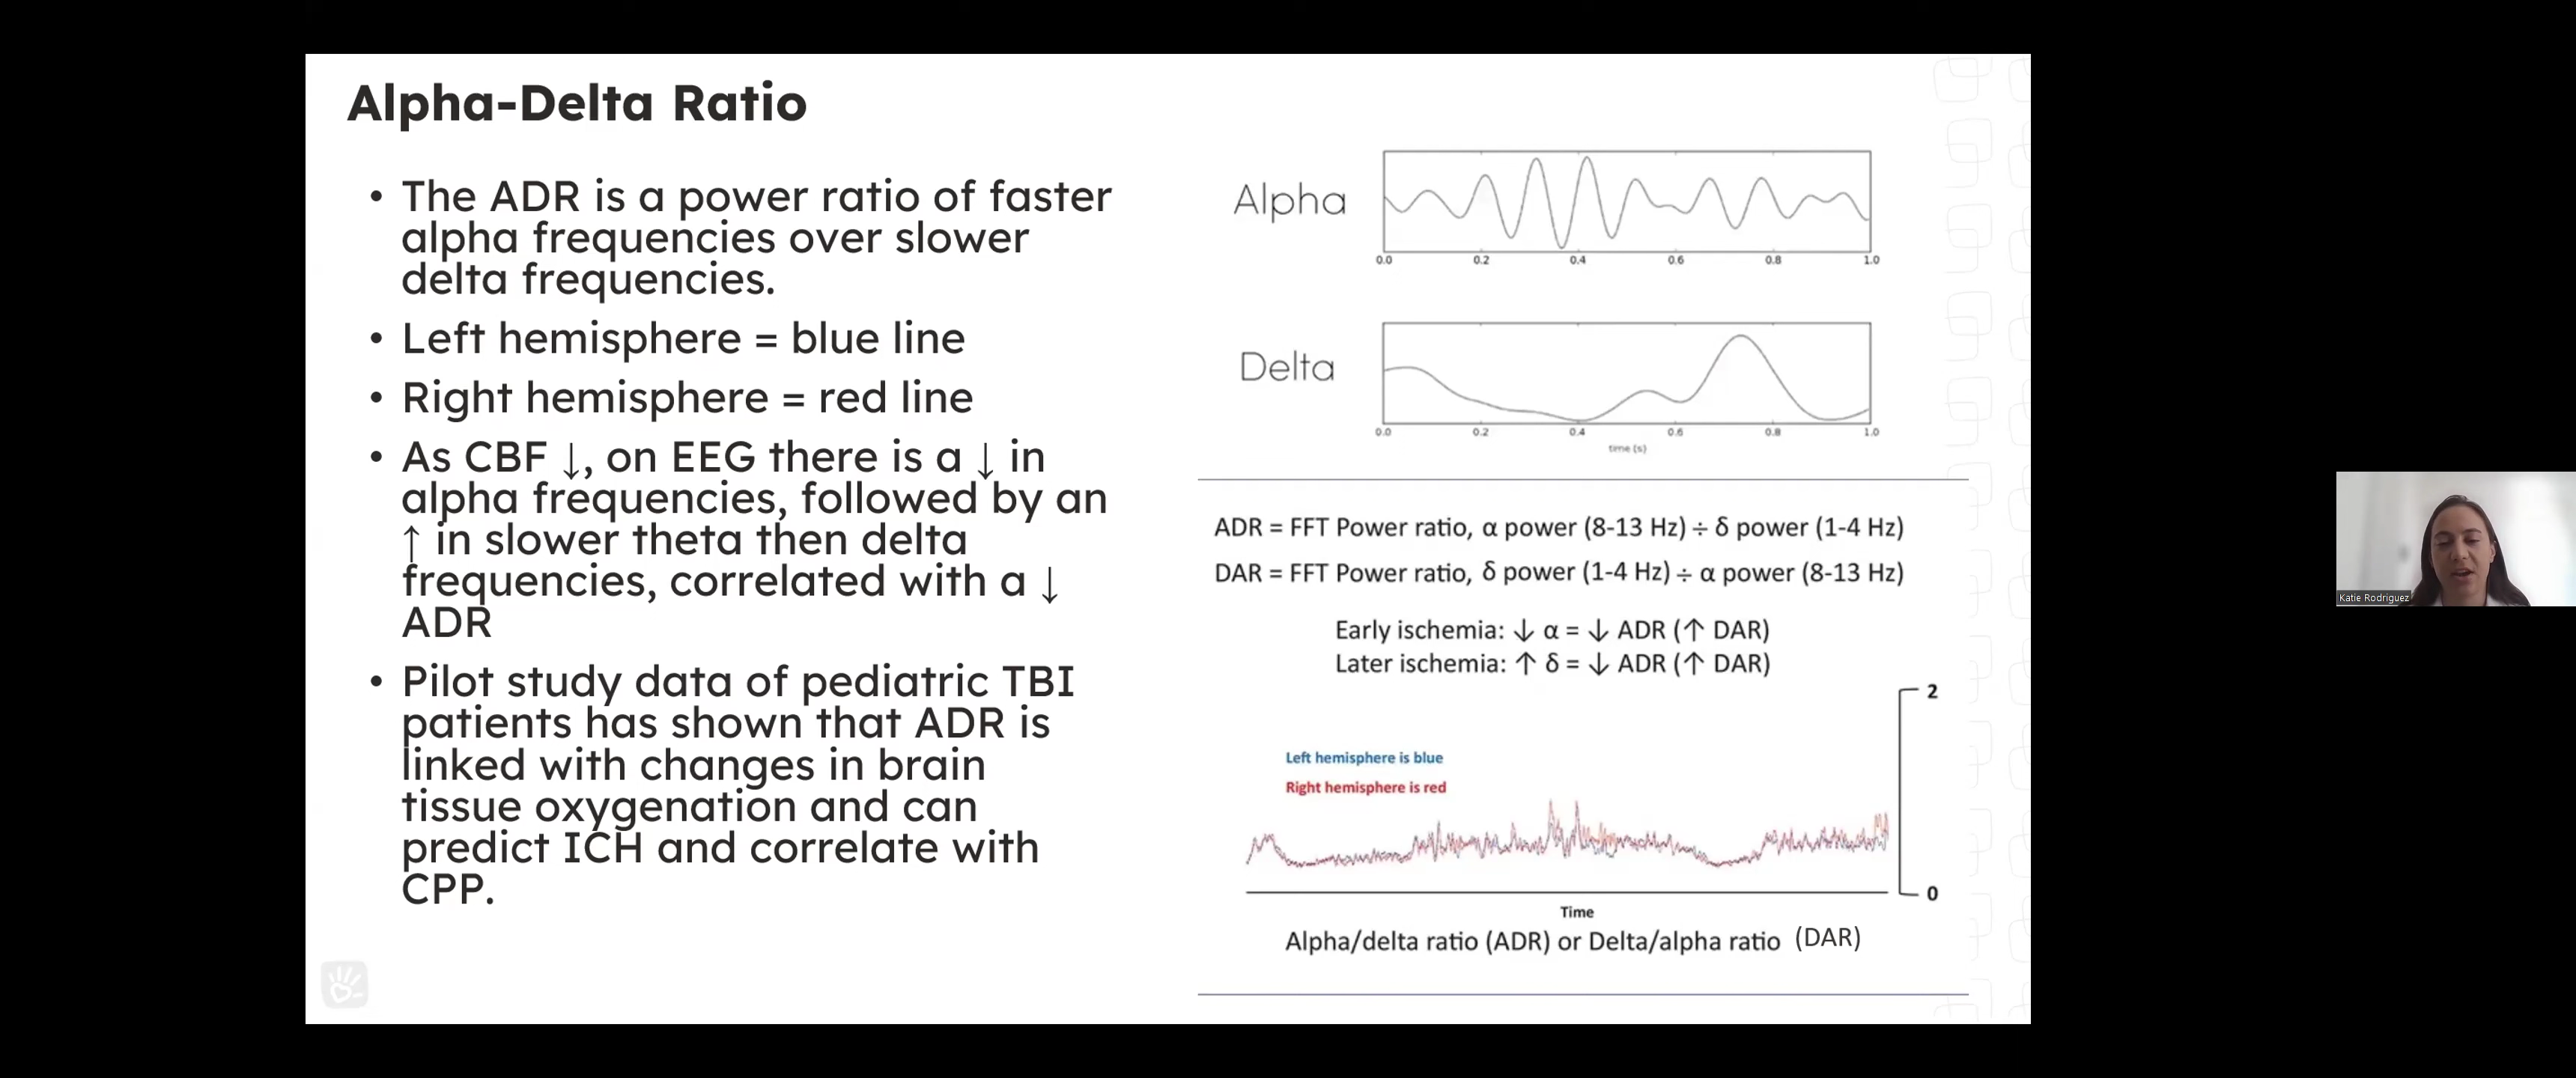 Alpha-Delta Ratio
• The ADR is a power ratio of faster
alpha frequencies over slower
delta frequencies.
• Left hemisphere = blue line
• Right hemisphere = red line
• As CBF ↓, on EEG there is a ↓ in
alpha frequencies, followed by an
↑ in slower theta then delta
frequencies, correlated with a ↓
ADR
• Pilot study data of pediatric TBI
patients has shown that ADR is
linked with changes in brain
tissue oxygenation and can
predict ICH and correlate with
CPP.
Alpha
0.0 0.2 0.4 0.6 0.8 1.0
Delta
0.0 0.2 0.4 0.6 0.8 1.0
time (s)
ADR = FFT Power ratio, α power (8-13 Hz) ÷ δ power (1-4 Hz)
DAR = FFT Power ratio, δ power (1-4 Hz) ÷ α power (8-13 Hz)
Early ischemia: ↓ α = ↓ ADR (↑ DAR)
Later ischemia: ↑ δ = ↓ ADR (↑ DAR)
2
Left hemisphere is blue
Right hemisphere is red
0
Time
Alpha/delta ratio (ADR) or Delta/alpha ratio (DAR)
Katie Rodriguez